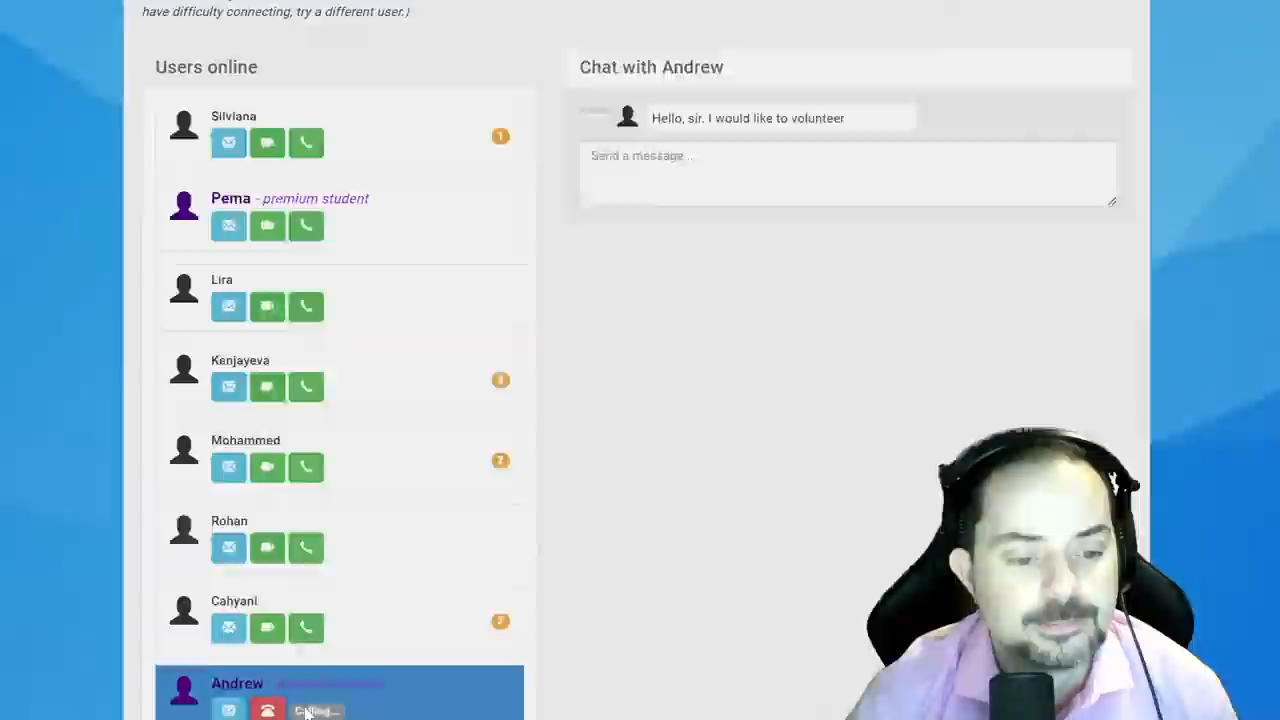 have difficulty connecting, try a different user.)
Users online
Silviana
1
Pema - premium student
Lira
Kenjayeva
Mohammed
7
Rohan
Cahyani
2
Andrew
Calling...
Chat with Andrew
Hello, sir. I would like to volunteer
Send a message...